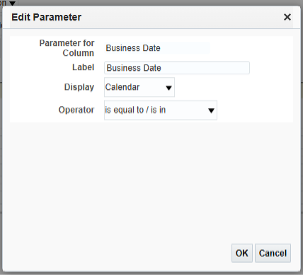 Edit Parameter
Parameter for Column Business Date
Label Business Date
Display Calendar
Operator is equal to / is in
OK Cancel